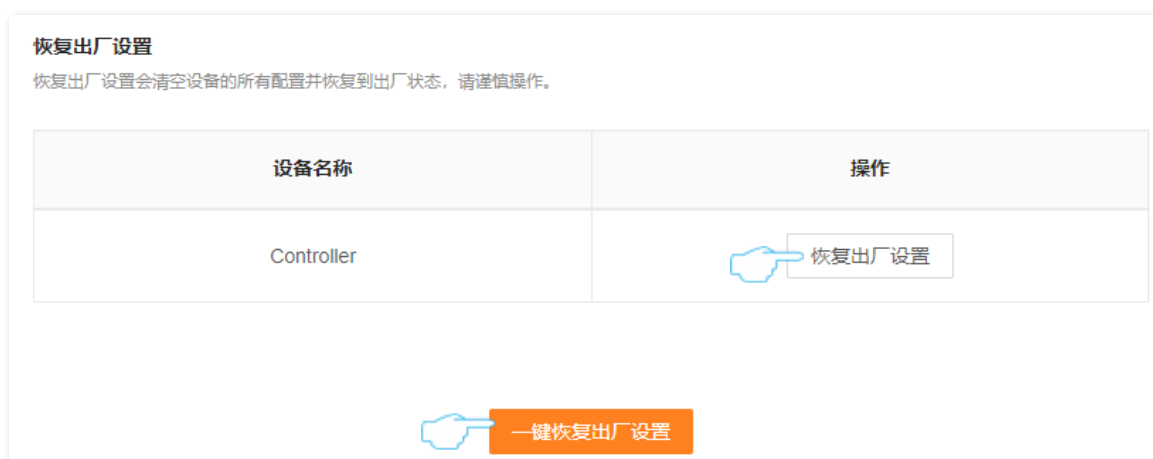 恢复出厂设置
恢复出厂设置会清空设备的所有配置并恢复到出厂状态，请谨慎操作。
设备名称
操作
Controller
恢复出厂设置
一键恢复出厂设置